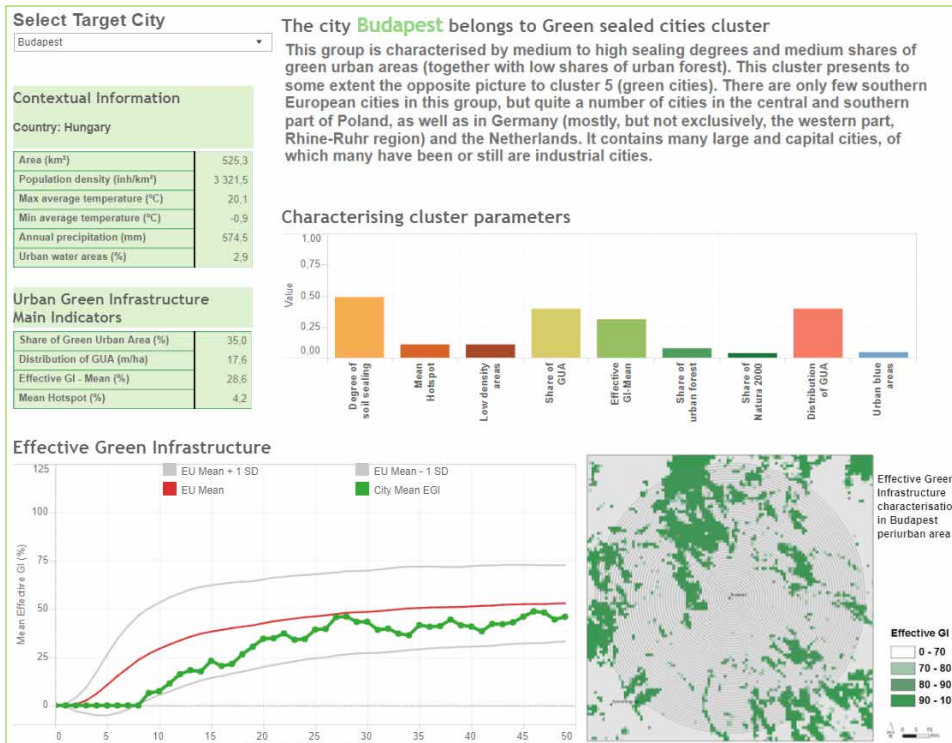 Select Target City
Budapest
The city Budapest belongs to Green sealed cities cluster
This group is characterised by medium to high sealing degrees and medium shares of
green urban areas (together with low shares of urban forest). This cluster presents to
some extent the opposite picture to cluster 5 (green cities). There are only few southern
European cities in this group, but quite a number of cities in the central and southern
part of Poland, as well as in Germany (mostly, but not exclusively, the western part,
Rhine-Ruhr region) and the Netherlands. It contains many large and capital cities, of
which many have been or still are industrial cities.
Contextual Information
Country: Hungary
Area (km²) 525,3
Population density (inh/km²) 3 321,5
Max average temperature (ºC) 20,1
Min average temperature (ºC) -0,9
Annual precipitation (mm) 574,5
Urban water areas (%) 2,9
Urban Green Infrastructure
Main Indicators
Share of Green Urban Area (%) 35,0
Distribution of GUA (m/ha) 17,6
Effective GI - Mean (%) 28,6
Mean Hotspot (%) 4,2
Characterising cluster parameters
Value
1.00
0.75
0.50
0.25
0.00
Degree of
soil sealing
Mean
Hotspot
Low density
areas
Share of
GUA
Effective
GI-Mean
Share of
urban forest
Share of
Natura 2000
Distribution
of GUA
Urban blue
areas
Effective Green Infrastructure
EU Mean + 1 SD
EU Mean - 1 SD
EU Mean
City Mean EGI
Mean Effective GI (%)
125
100
75
50
25
0
0 5 10 15 20 25 30 35 40 45 50
Effective Green
Infrastructure
characterisatio
in Budapest
periurban area
Effective GI
0 - 70
70 - 80
80 - 90
90 - 10